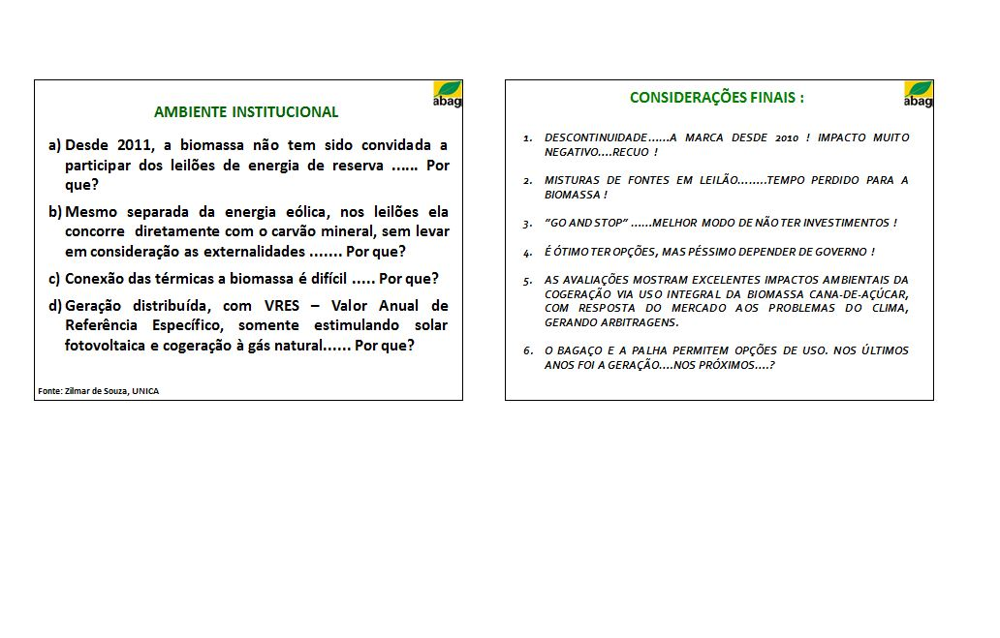 abag
AMBIENTE INSTITUCIONAL
a) Desde 2011, a biomassa não tem sido convidada a
participar dos leilões de energia de reserva ...... Por
que?
b) Mesmo separada da energia eólica, nos leilões ela
concorre diretamente com o carvão mineral, sem levar
em consideração as externalidades ....... Por que?
c) Conexão das térmicas a biomassa é difícil ..... Por que?
d) Geração distribuída, com VRES – Valor Anual de
Referência Específico, somente estimulando solar
fotovoltaica e cogeração à gás natural...... Por que?
Fonte: Zilmar de Souza, UNICA
abag
CONSIDERAÇÕES FINAIS :
1. DESCONTINUIDADE......A MARCA DESDE 2010 ! IMPACTO MUITO
NEGATIVO....RECUO !
2. MISTURAS DE FONTES EM LEILÃO........TEMPO PERDIDO PARA A
BIOMASSA !
3. "GO AND STOP" ......MELHOR MODO DE NÃO TER INVESTIMENTOS !
4. É ÓTIMO TER OPÇÕES, MAS PÉSSIMO DEPENDER DE GOVERNO !
5. AS AVALIAÇÕES MOSTRAM EXCELENTES IMPACTOS AMBIENTAIS DA
COGERAÇÃO VIA USO INTEGRAL DA BIOMASSA CANA-DE-AÇÚCAR,
COM RESPOSTA DO MERCADO AOS PROBLEMAS DO CLIMA,
GERANDO ARBITRAGENS.
6. O BAGAÇO E A PALHA PERMITEM OPÇÕES DE USO. NOS ÚLTIMOS
ANOS FOI A GERAÇÃO....NOS PRÓXIMOS....?